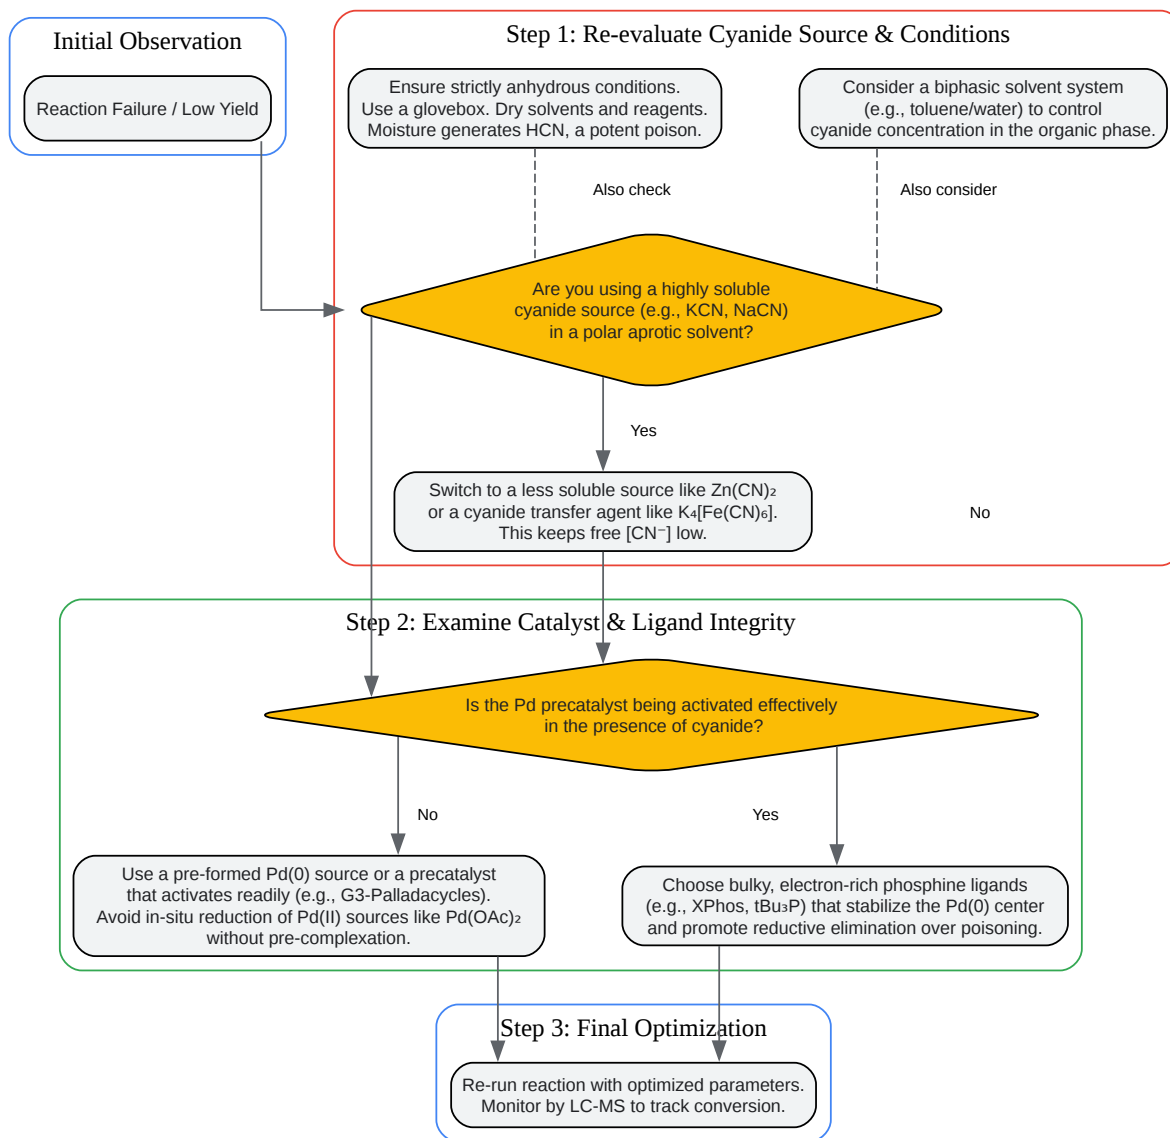 Initial Observation
Reaction Failure / Low Yield
Step 1: Re-evaluate Cyanide Source & Conditions
Ensure strictly anhydrous conditions.
Use a glovebox. Dry solvents and reagents.
Moisture generates HCN, a potent poison.
Consider a biphasic solvent system
(e.g., toluene/water) to control
cyanide concentration in the organic phase.
Also check
Also consider
Are you using a highly soluble
cyanide source (e.g., KCN, NaCN)
in a polar aprotic solvent?
Yes
Switch to a less soluble source like Zn(CN)₂
or a cyanide transfer agent like K₄[Fe(CN)₆].
This keeps free [CN⁻] low.
No
Step 2: Examine Catalyst & Ligand Integrity
Is the Pd precatalyst being activated effectively
in the presence of cyanide?
No
Yes
Use a pre-formed Pd(0) source or a precatalyst
that activates readily (e.g., G3-Palladacycles).
Avoid in-situ reduction of Pd(II) sources like Pd(OAc)₂
without pre-complexation.
Choose bulky, electron-rich phosphine ligands
(e.g., XPhos, tBu₃P) that stabilize the Pd(0) center
and promote reductive elimination over poisoning.
Step 3: Final Optimization
Re-run reaction with optimized parameters.
Monitor by LC-MS to track conversion.